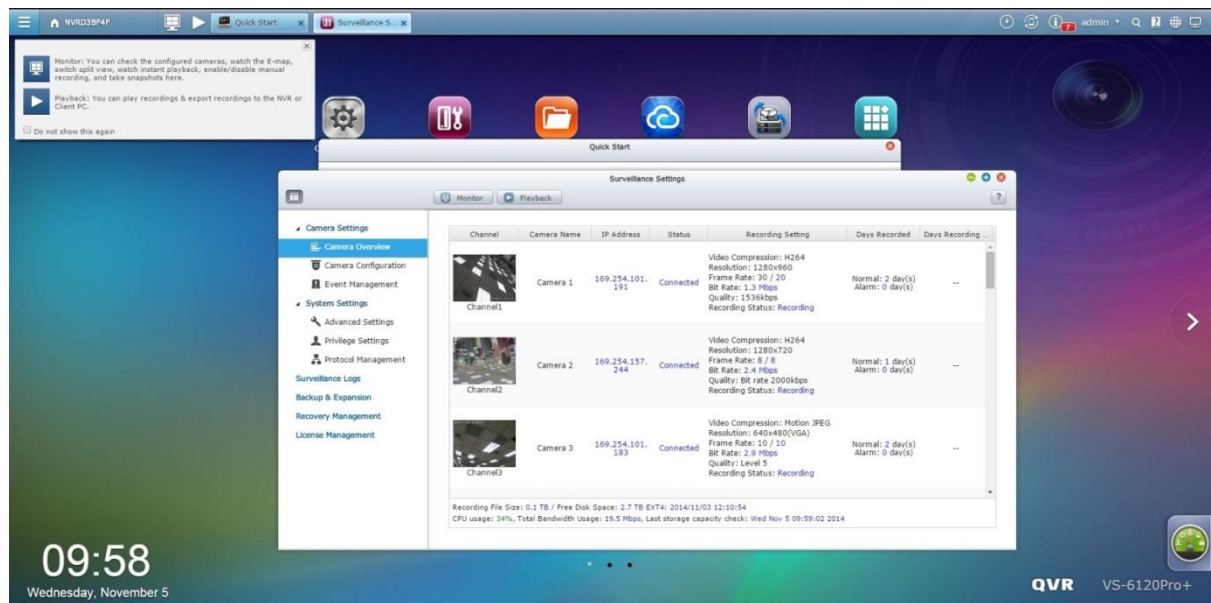 NVRD3BF4F
Quick Start
Surveillance S...
7
admin
Monitor: You can check the configured cameras, watch the E-map,
switch split view, watch instant playback, enable/disable manual
recording, and take snapshots here.
Playback: You can play recordings & export recordings to the NVR or
Client PC.
Do not show this again
Quick Start
Surveillance Settings
Monitor
Playback
?
Camera Settings
Camera Overview
Camera Configuration
Event Management
System Settings
Advanced Settings
Privilege Settings
Protocol Management
Surveillance Logs
Backup & Expansion
Recovery Management
License Management
Channel Camera Name IP Address Status Recording Setting Days Recorded Days Recording ...
Channel1
Camera 1
169.254.101.
191
Connected
Video Compression: H264
Resolution: 1280x960
Frame Rate: 30 / 20
Bit Rate: 1.3 Mbps
Quality: 1536kbps
Recording Status: Recording
Normal: 2 day(s)
Alarm: 0 day(s)
--
Channel2
Camera 2
169.254.157.
244
Connected
Video Compression: H264
Resolution: 1280x720
Frame Rate: 8 / 8
Bit Rate: 2.4 Mbps
Quality: Bit rate 2000kbps
Recording Status: Recording
Normal: 1 day(s)
Alarm: 0 day(s)
--
Channel3
Camera 3
169.254.101.
183
Connected
Video Compression: Motion JPEG
Resolution: 640x480(VGA)
Frame Rate: 10 / 10
Bit Rate: 2.9 Mbps
Quality: Level 5
Recording Status: Recording
Normal: 2 day(s)
Alarm: 0 day(s)
--
Recording File Size: 0.1 TB / Free Disk Space: 2.7 TB EXT4: 2014/11/03 12:10:54
CPU usage: 34%, Total Bandwidth Usage: 19.5 Mbps, Last storage capacity check: Wed Nov 5 09:59:02 2014
09:58
Wednesday, November 5
QVR VS-6120Pro+